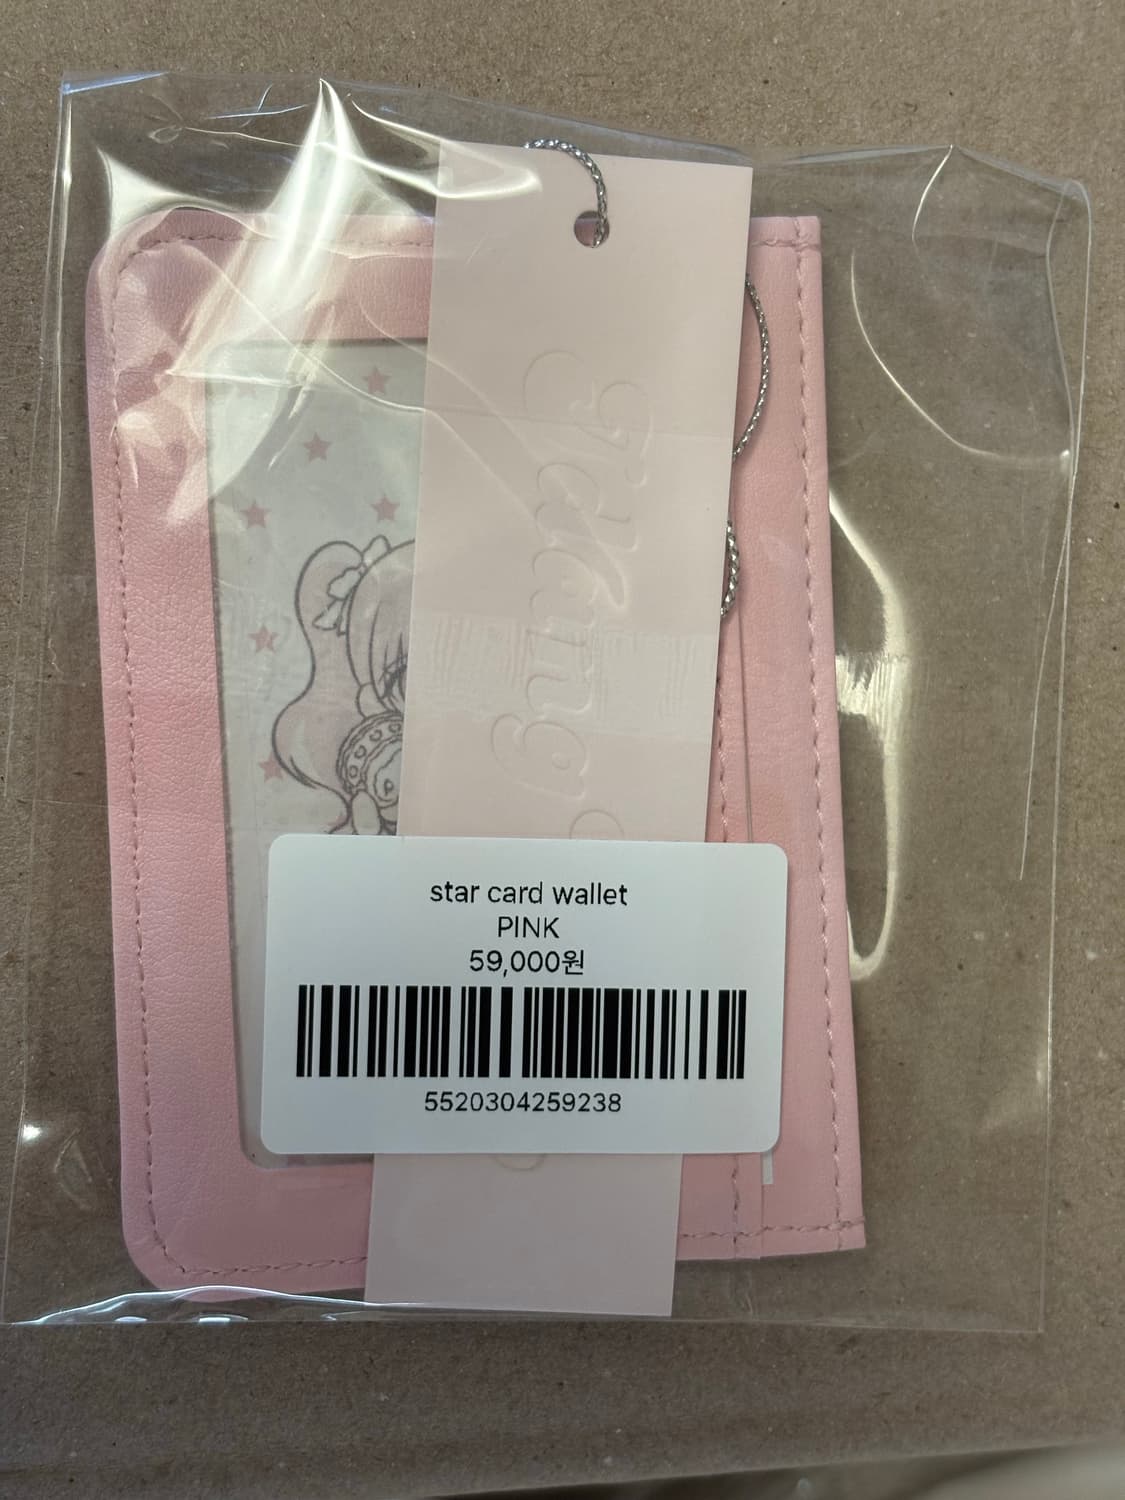 star card wallet
PINK
59,000원
5520304259238